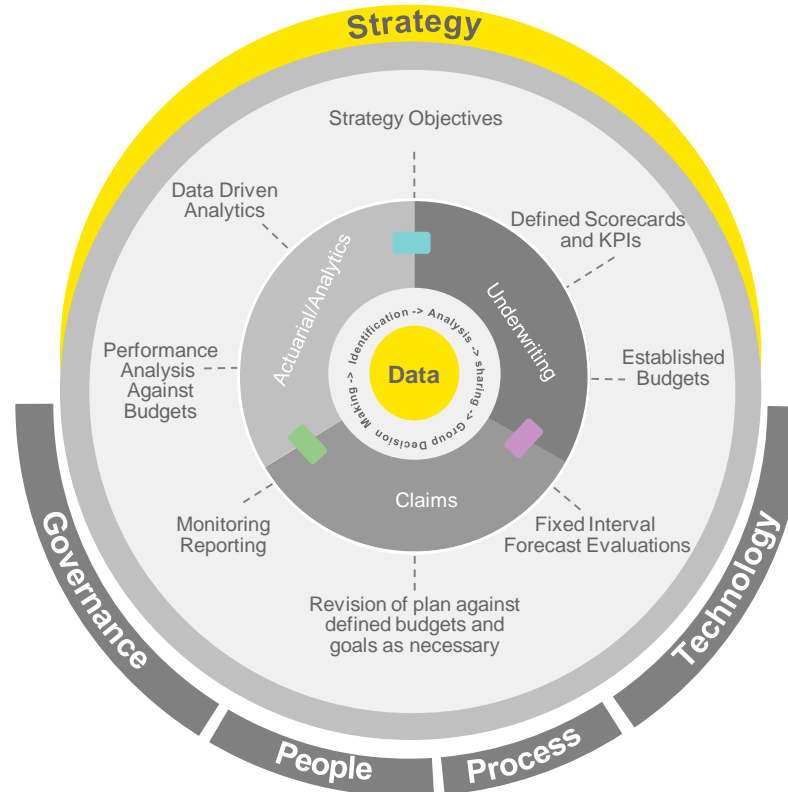 Strategy
Strategy Objectives
Data Driven
Analytics
Defined Scorecards
and KPIs
Actuarial/Analytics
Underwriting
Identification -> Analysis -> sharing -> Group Decision Making->
Data
Performance
Analysis
Against
Budgets
Established
Budgets
Claims
Monitoring
Reporting
Fixed Interval
Forecast Evaluations
Revision of plan against
defined budgets and
goals as necessary
Governance
People
Process
Technology